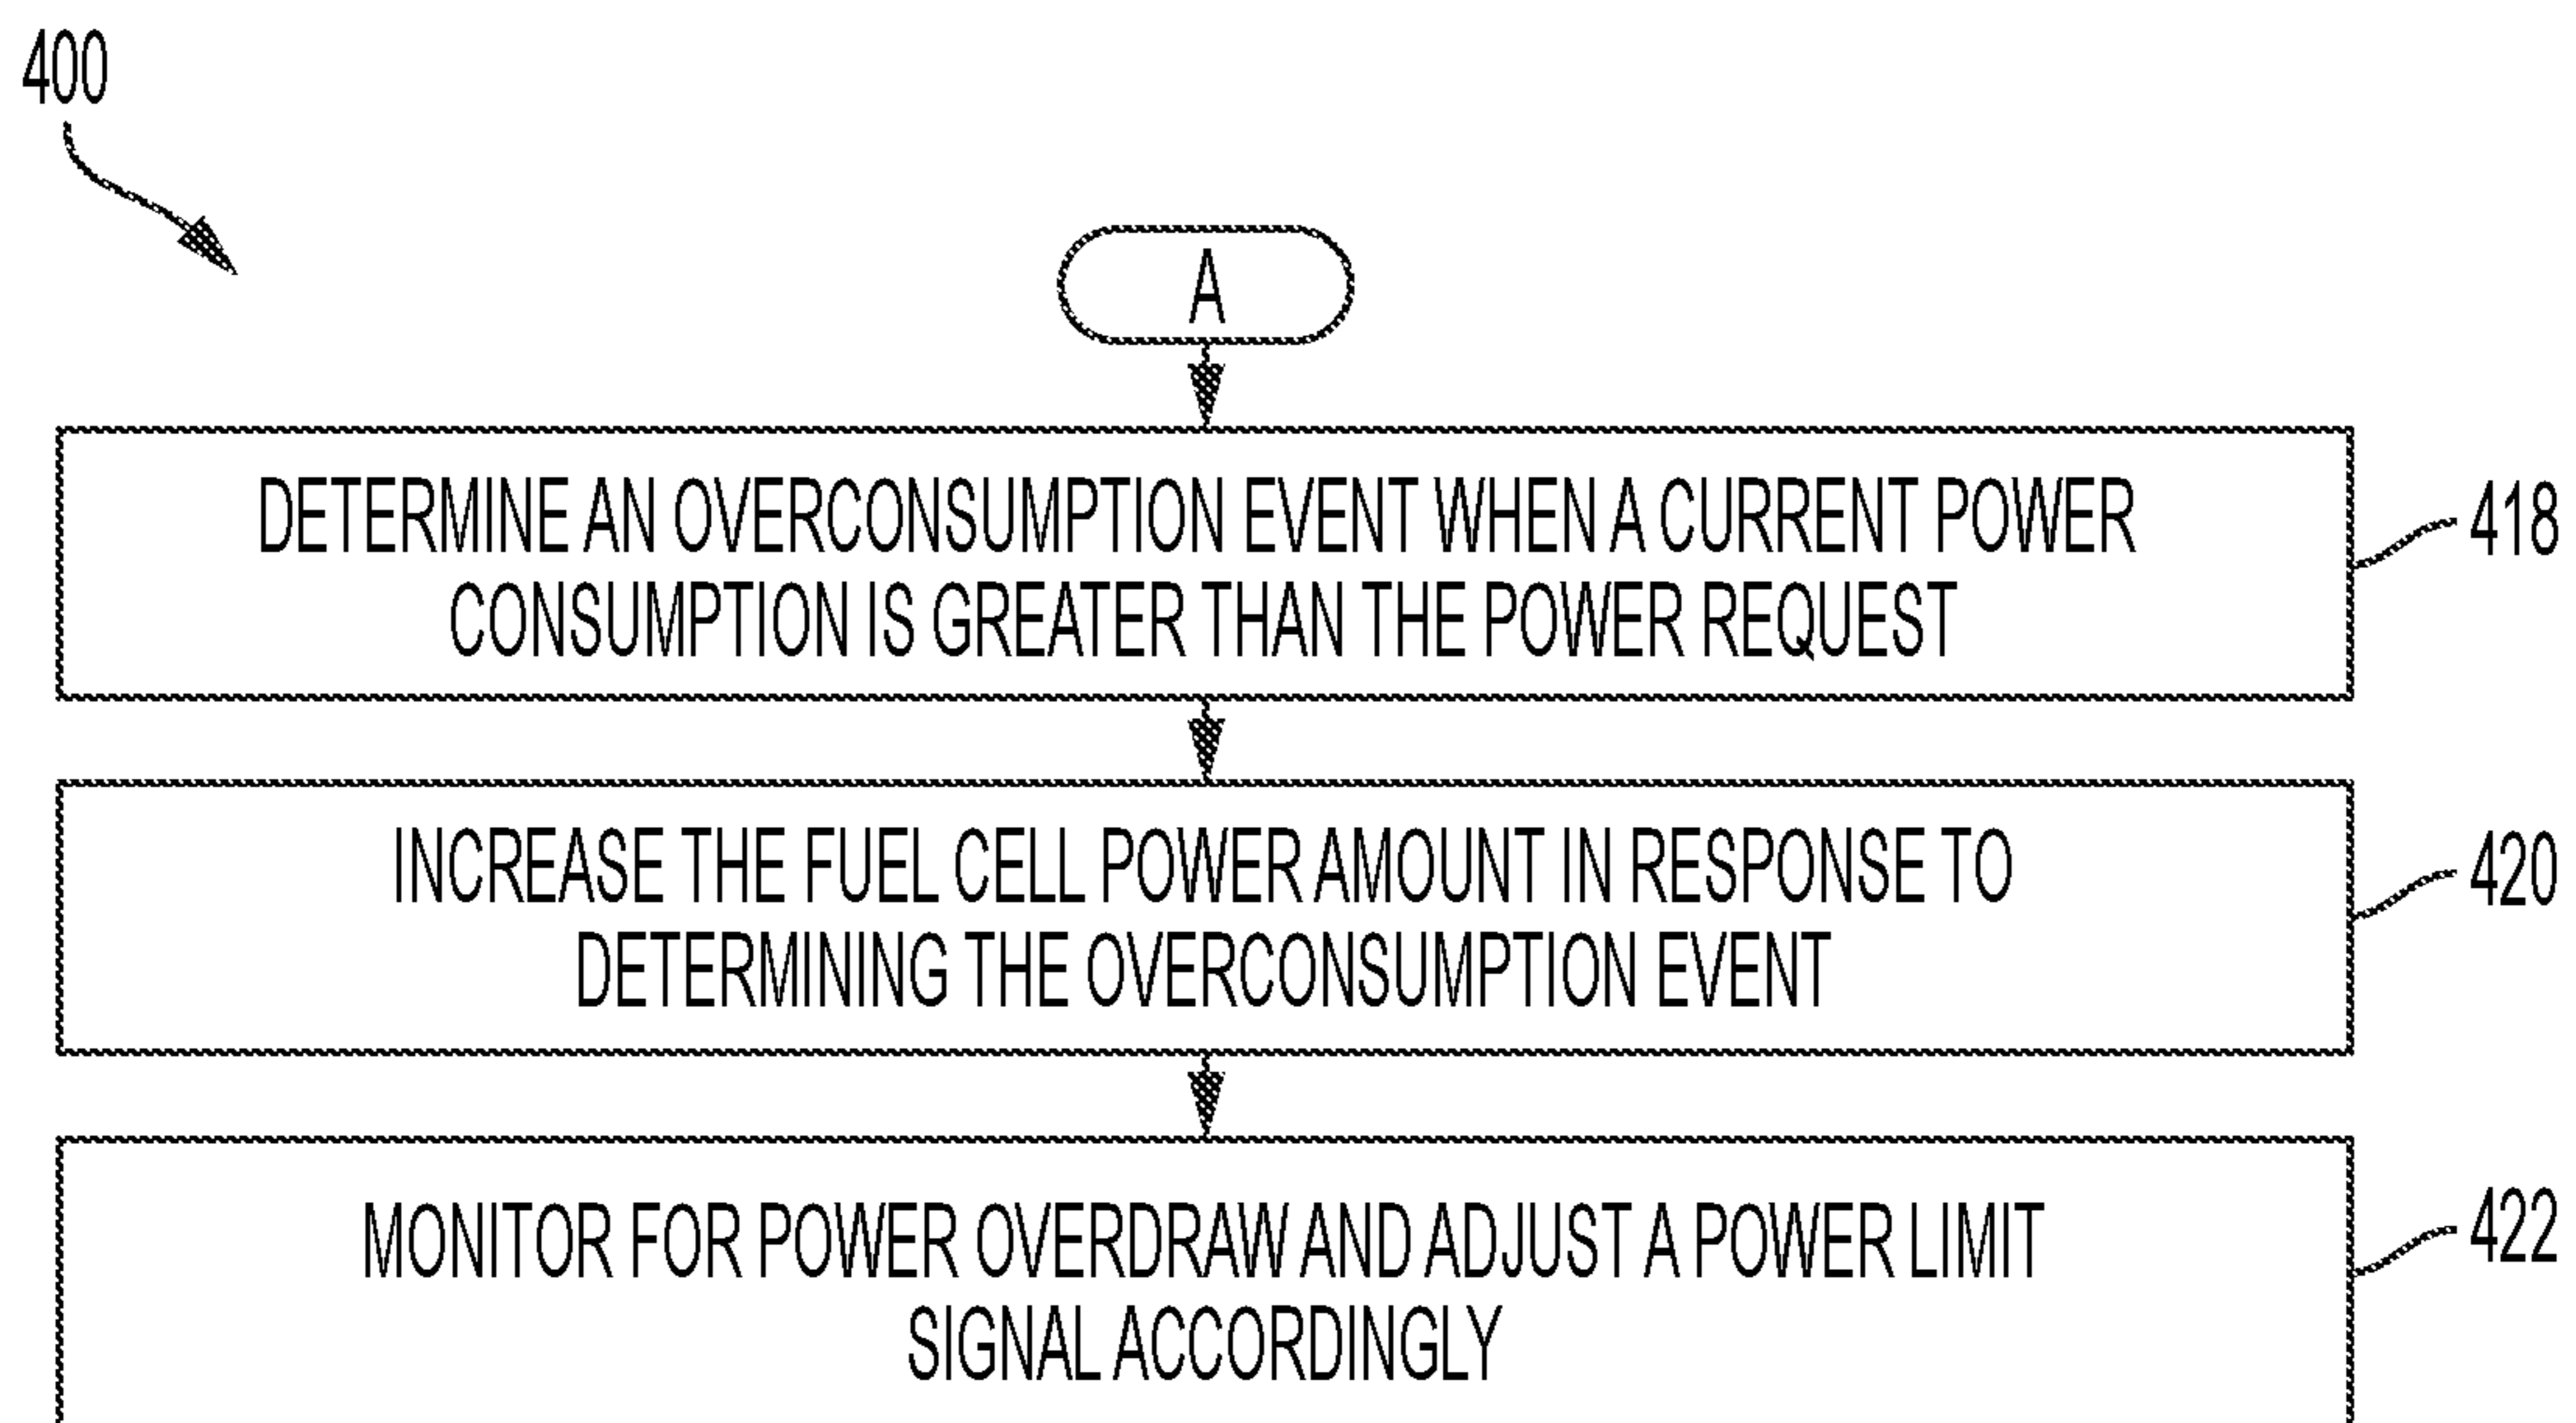 400
A
DETERMINE AN OVERCONSUMPTION EVENT WHEN A CURRENT POWER
CONSUMPTION IS GREATER THAN THE POWER REQUEST
418
INCREASE THE FUEL CELL POWER AMOUNT IN RESPONSE TO
DETERMINING THE OVERCONSUMPTION EVENT
420
MONITOR FOR POWER OVERDRAW AND ADJUST A POWER LIMIT
SIGNAL ACCORDINGLY
422